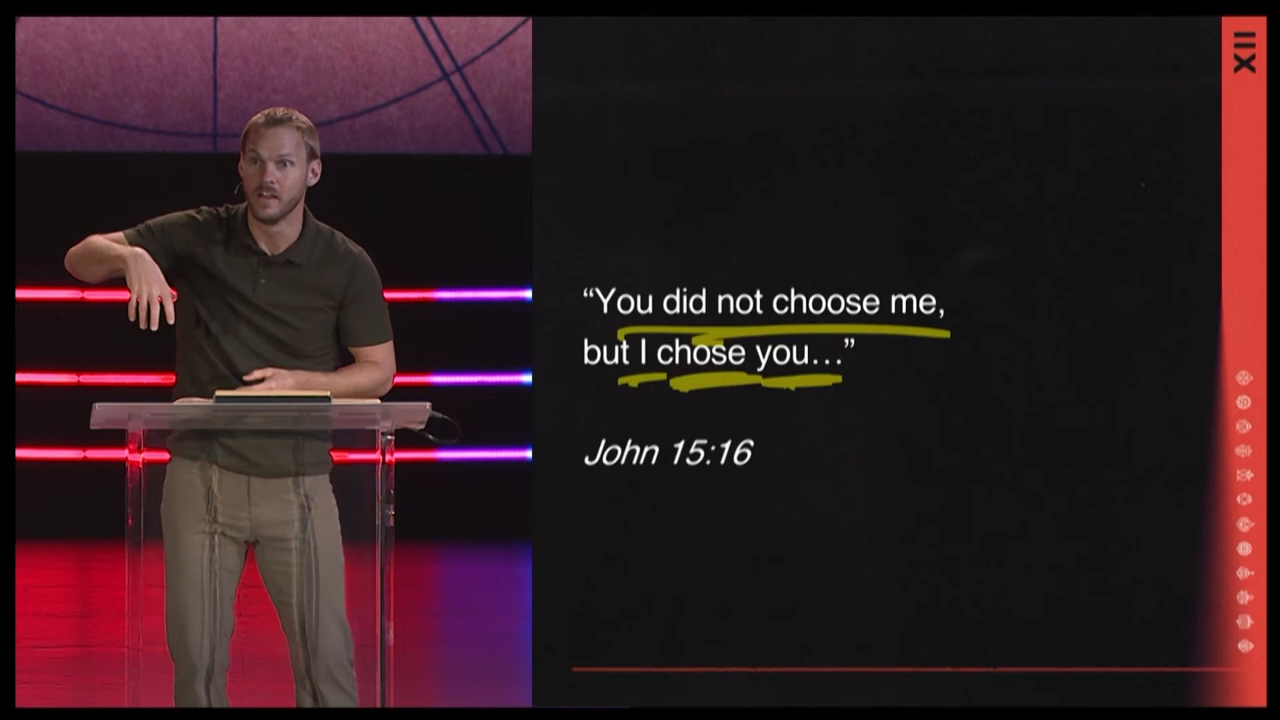 “You did not choose me,
but I chose you…”
John 15:16
XII